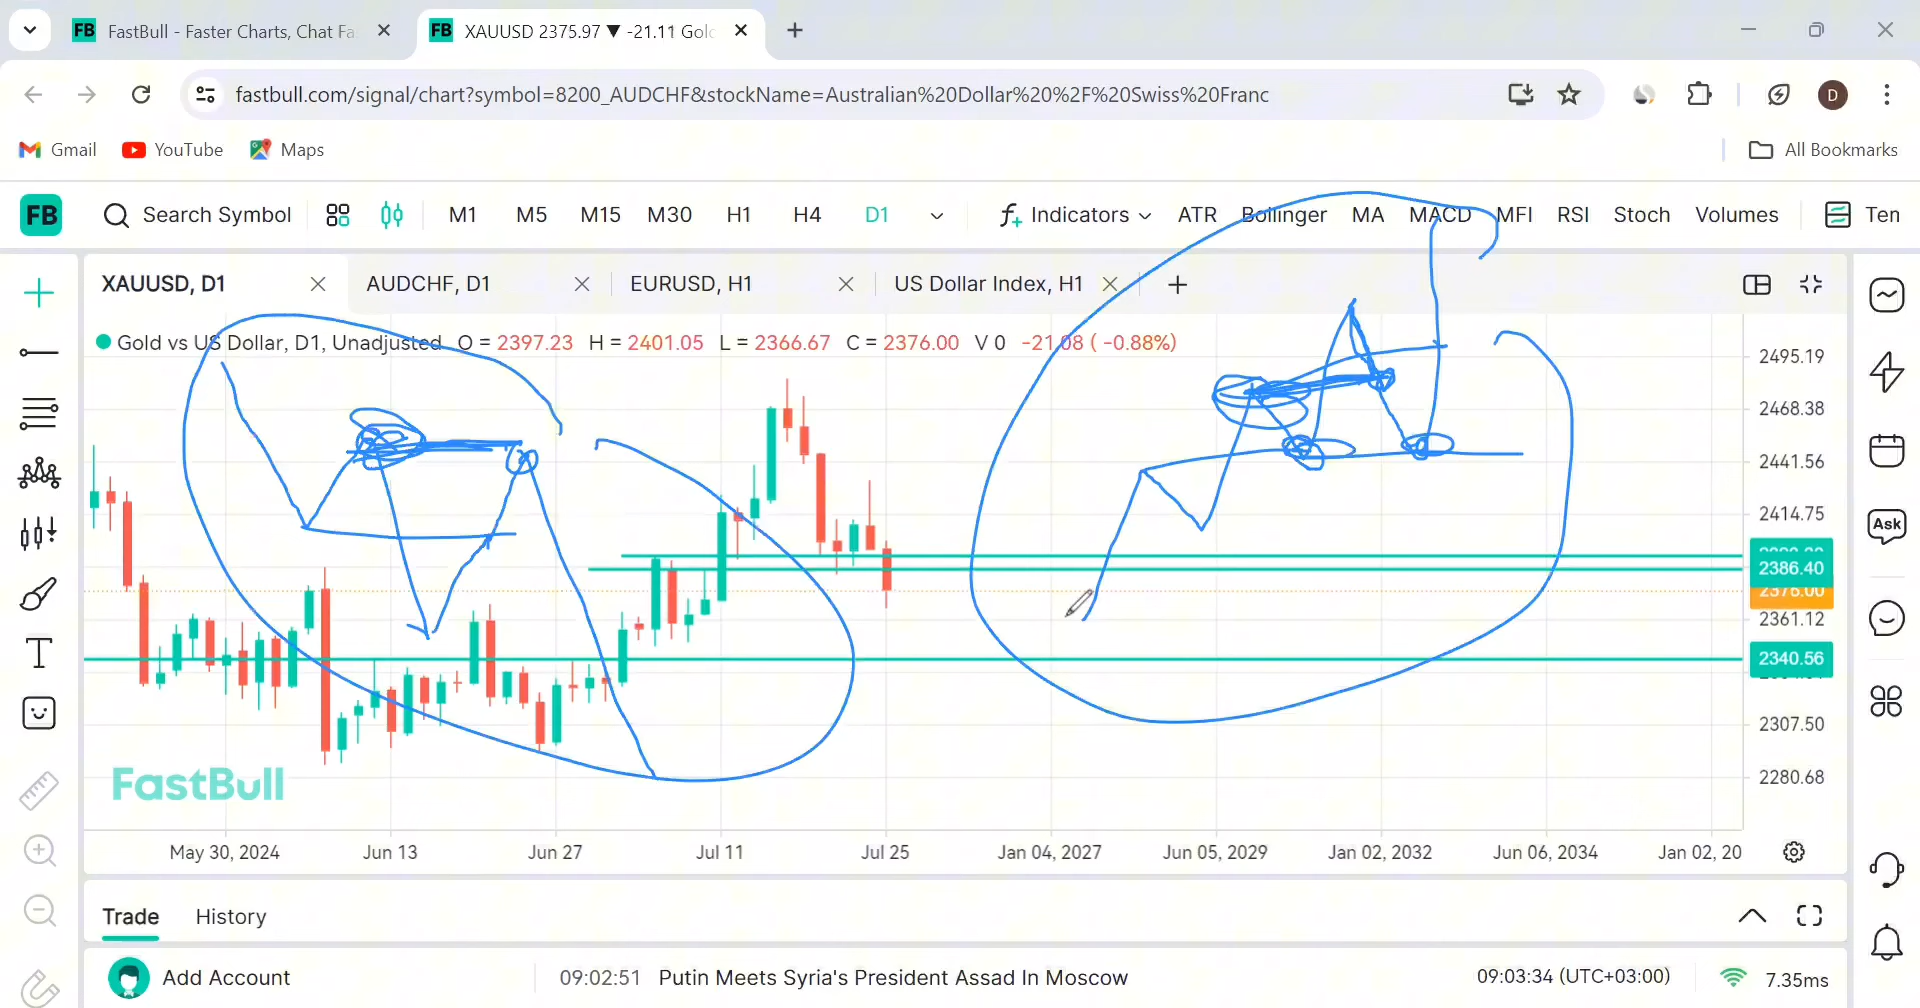 FB FastBull - Faster Charts, Chat Fa
FB XAUUSD 2375.97 ▼ -21.11 Gold
fastbull.com/signal/chart?symbol=8200_AUDCHF&stockName=Australian%20Dollar%20%2F%20Swiss%20Franc
D
Gmail YouTube Maps All Bookmarks
FB Search Symbol M1 M5 M15 M30 H1 H4 D1 Indicators ATR Bollinger MA MACD MFI RSI Stoch Volumes Ten
XAUUSD, D1 AUDCHF, D1 EURUSD, H1 US Dollar Index, H1
Gold vs US Dollar, D1, Unadjusted O = 2397.23 H = 2401.05 L = 2366.67 C = 2376.00 V 0 -21.08 ( -0.88%)
2495.19
2468.38
2441.56
2414.75
Ask
2386.40
2376.00
2361.12
2340.56
2307.50
2280.68
FastBull
May 30, 2024 Jun 13 Jun 27 Jul 11 Jul 25 Jan 04, 2027 Jun 05, 2029 Jan 02, 2032 Jun 06, 2034 Jan 02, 20
Trade History
Add Account 09:02:51 Putin Meets Syria's President Assad In Moscow 09:03:34 (UTC+03:00) 7.35ms